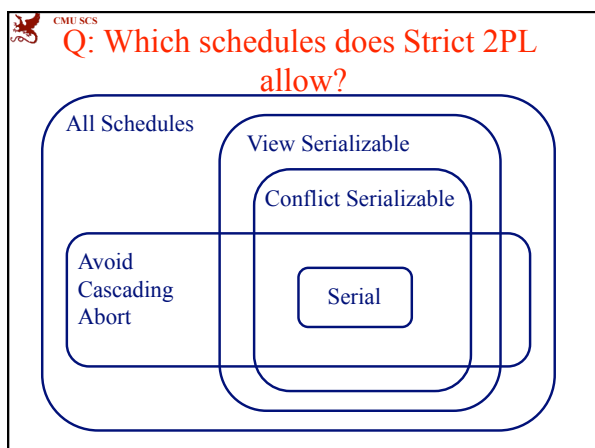 CMU SCS
Q: Which schedules does Strict 2PL
allow?
All Schedules
View Serializable
Conflict Serializable
Avoid
Cascading
Abort
Serial